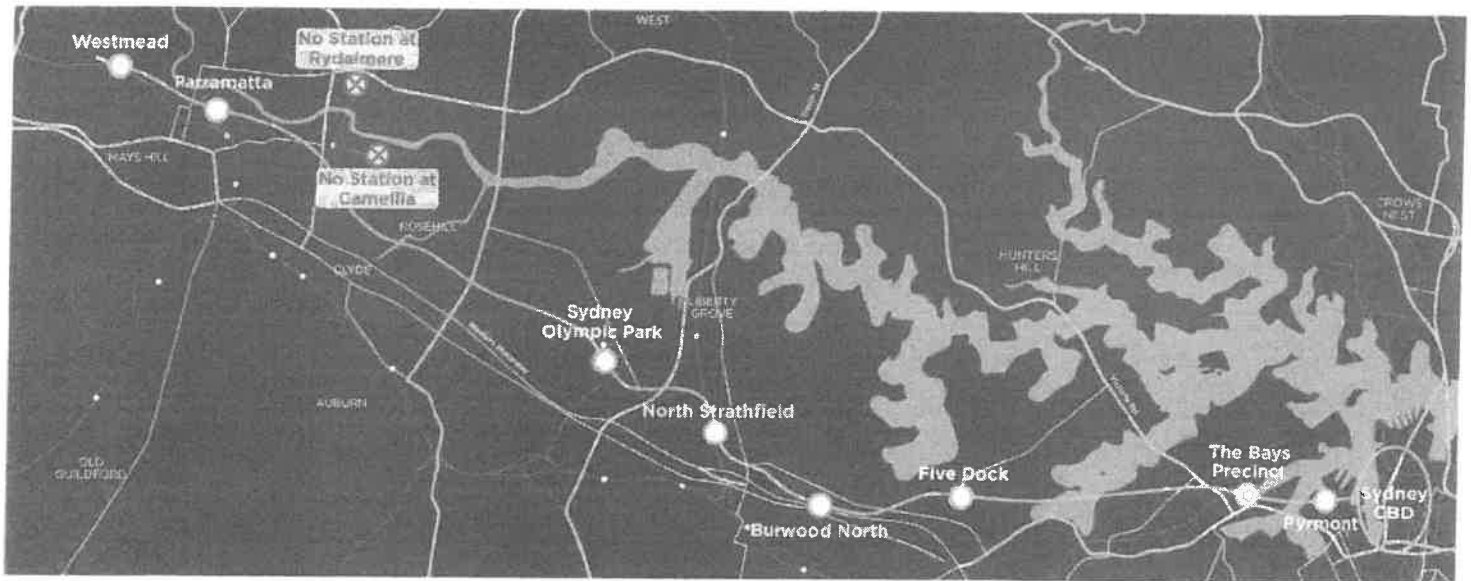 WEST
Westmead
No Station at
Rydalmere
Parramatta
MAYS HILL
No Station at
Camellia
ROSEHILL
CROWS
NEST
HUNTERS
HILL
CLYDE
LIBERTY
GROVE
Sydney
Olympic Park
AUBURN
North Strathfield
OLD
GUILDFORD
Five Dock
The Bays
Precinct
Sydney
CBD
Pyrmont
*Burwood North